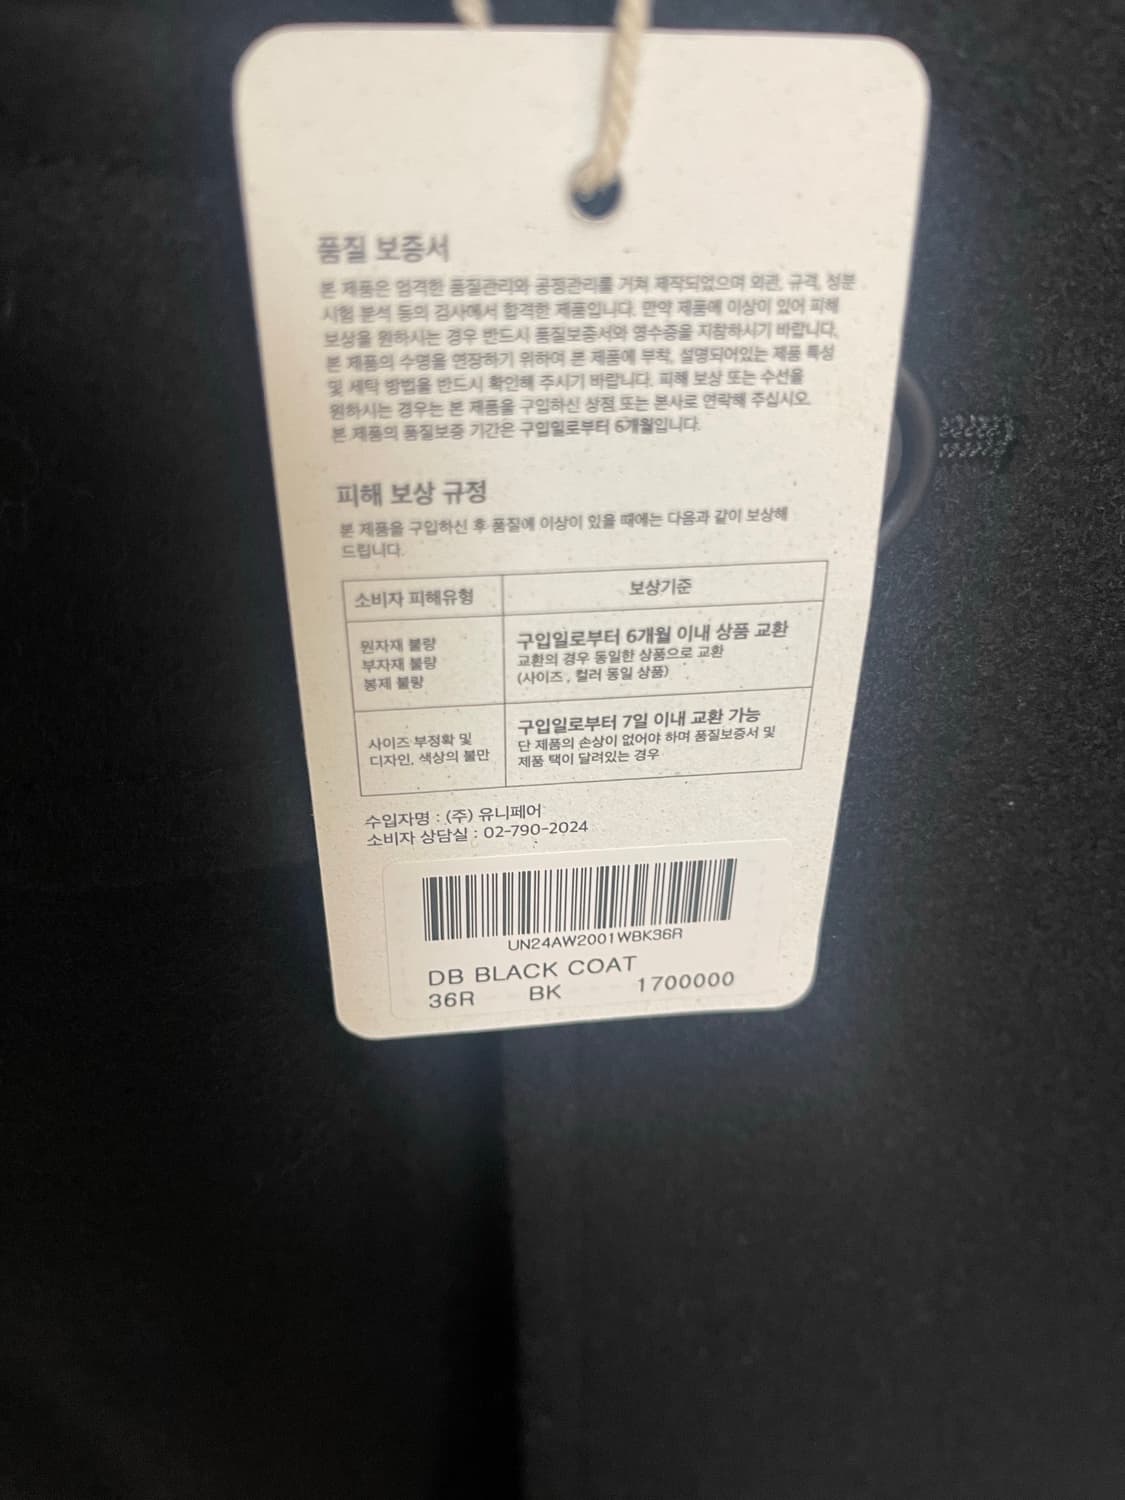 품질 보증서
본 제품은 엄격한 품질관리와 공정관리를 거쳐 제작되었으며 외관, 규격, 성분
시험 분석 등의 검사에서 합격한 제품입니다. 만약 제품에 이상이 있어 피해
보상을 원하시는 경우 반드시 품질보증서와 영수증을 지참하시기 바랍니다.
본 제품의 수명을 연장하기 위하여 본 제품에 부착, 설명되어있는 제품 특성
및 세탁 방법을 반드시 확인해 주시기 바랍니다. 피해 보상 또는 수선을
원하시는 경우는 본 제품을 구입하신 상점 또는 본사로 연락해 주십시오.
본 제품의 품질보증 기간은 구입일로부터 6개월입니다.
피해 보상 규정
본 제품을 구입하신 후 품질에 이상이 있을 때에는 다음과 같이 보상해
드립니다.
소비자 피해유형
보상기준
원자재 불량
부자재 불량
봉제 불량
구입일로부터 6개월 이내 상품 교환
교환의 경우 동일한 상품으로 교환
(사이즈 , 컬러 동일 상품)
사이즈 부정확 및
디자인, 색상의 불만
구입일로부터 7일 이내 교환 가능
단 제품의 손상이 없어야 하며 품질보증서 및
제품 택이 달려있는 경우
수입자명 : (주) 유니페어
소비자 상담실 : 02-790-2024
UN24AW2001WBK36R
DB BLACK COAT
36R BK 1700000